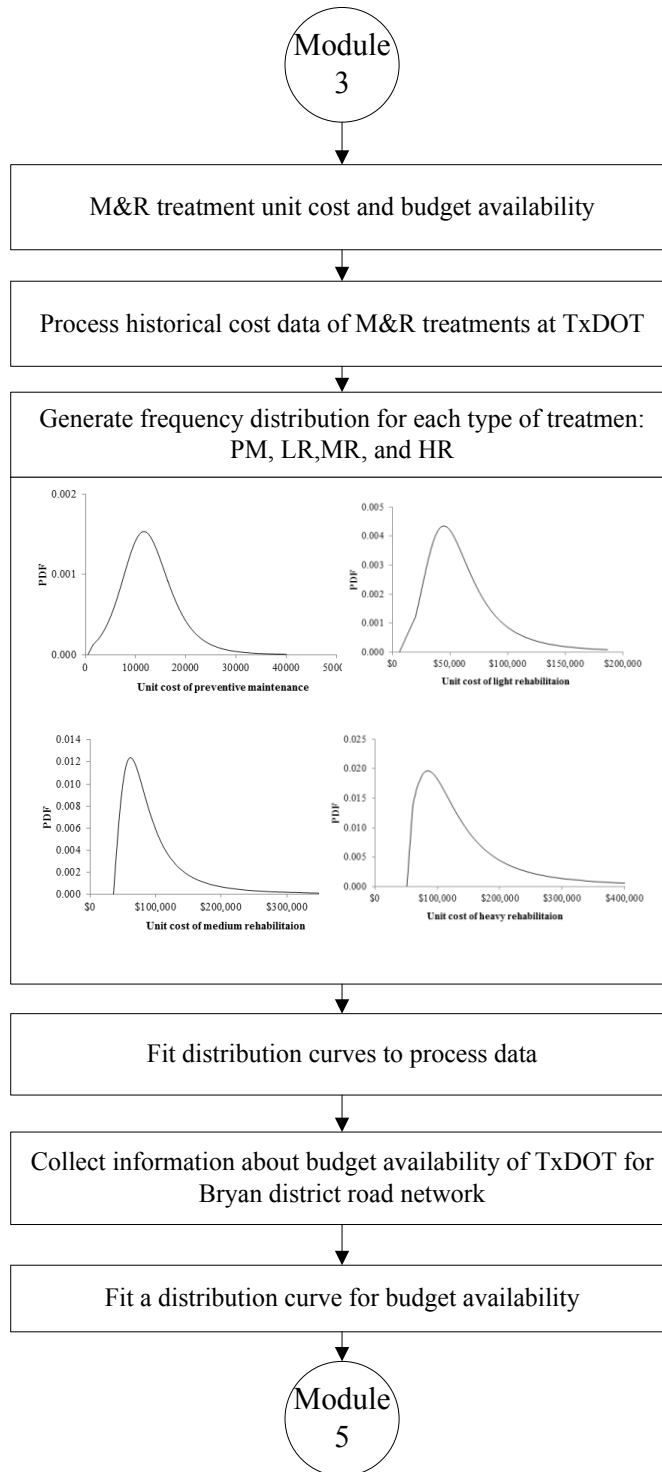 Module
3
M&R treatment unit cost and budget availability
Process historical cost data of M&R treatments at TxDOT
Generate frequency distribution for each type of treatmen:
PM, LR,MR, and HR
0.002
0.001
0.000
PDF
0
10000
20000
30000
40000
5000
Unit cost of preventive maintenance
0.005
0.004
0.003
0.002
0.001
0.000
PDF
$0
$50,000
$100,000
$150,000
$200,000
Unit cost of light rehabilitaion
0.014
0.012
0.010
0.008
0.006
0.004
0.002
0.000
PDF
$0
$100,000
$200,000
$300,000
Unit cost of medium rehabilitaion
0.025
0.020
0.015
0.010
0.005
0.000
PDF
$0
$100,000
$200,000
$300,000
$400,000
Unit cost of heavy rehabilitaion
Fit distribution curves to process data
Collect information about budget availability of TxDOT for
Bryan district road network
Fit a distribution curve for budget availability
Module
5